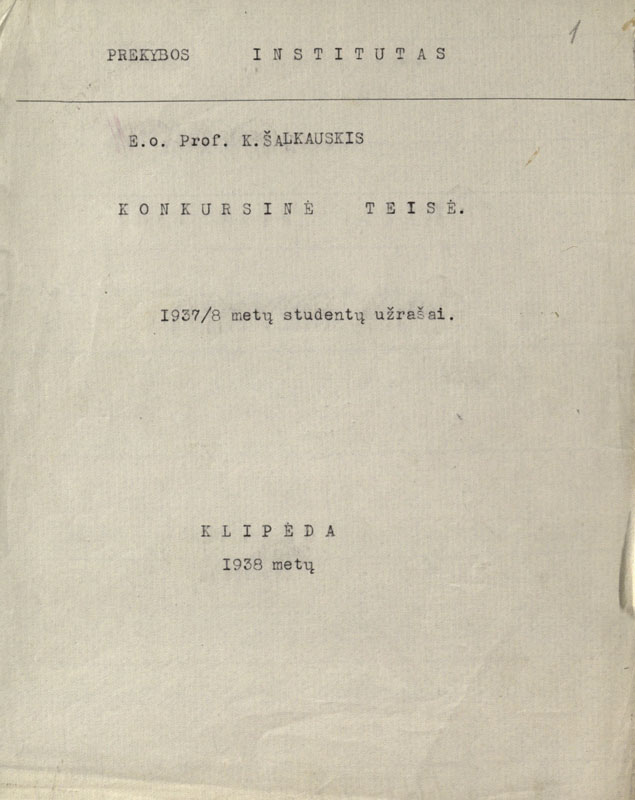 1
PREKYBOS INSTITUTAS
E.o. Prof. K.ŠALKAUSKIS
KONKURSINĖ TEISĖ.
1937/8 metų studentų užrašai.
KLIPĖDA
1938 metų